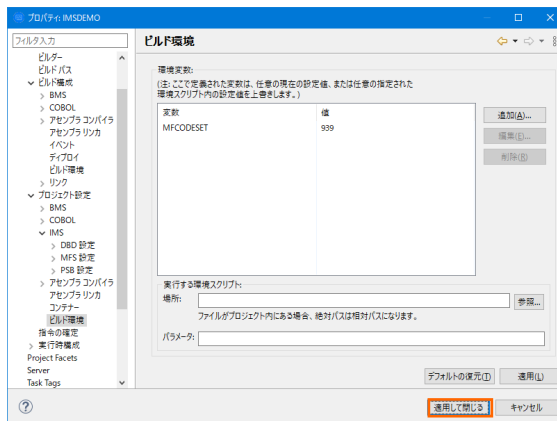 プロパティ: IMSDEMO
フィルタ入力
ビルダー
ビルド パス
ビルド構成
BMS
COBOL
アセンブラ コンパイラ
アセンブラ リンカ
イベント
ディプロイ
ビルド環境
リンク
プロジェクト設定
BMS
COBOL
IMS
DBD 設定
MFS 設定
PSB 設定
アセンブラ コンパイラ
アセンブラ リンカ
コンテナー
ビルド環境
指令の確定
実行時構成
Project Facets
Server
Task Tags
ビルド環境
環境変数:
(注: ここで定義された変数は、任意の現在の設定値、または任意の指定された
環境スクリプト内の設定値を上書きします。)
変数 値
MFCODESET 939
追加(A)...
編集(E)...
削除(R)
実行する環境スクリプト:
場所: 参照...
ファイルがプロジェクト内にある場合、絶対パスは相対パスになります。
パラメータ:
デフォルトの復元(T) 適用(L)
適用して閉じる キャンセル